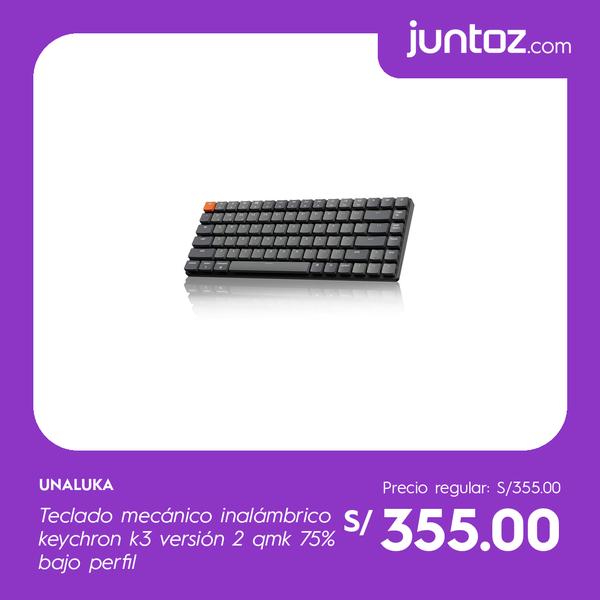 juntoz.com
UNALUKA
Teclado mecánico inalámbrico
keychron k3 versión 2 qmk 75%
bajo perfil
Precio regular: S/355.00
S/ 355.00